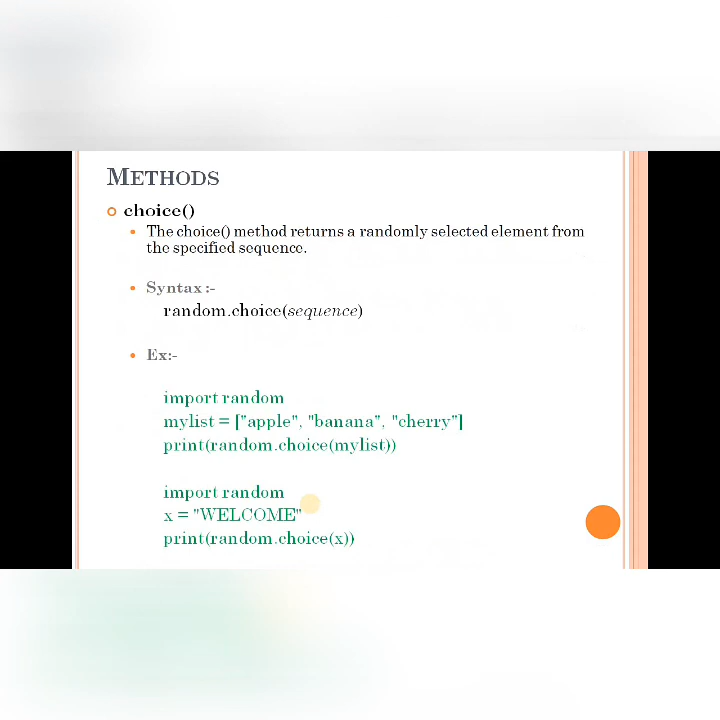 METHODS
choice()
The choice() method returns a randomly selected element from
the specified sequence.
Syntax :-
random.choice(sequence)
Ex:-
import random
mylist = ["apple", "banana", "cherry"]
print(random.choice(mylist))
import random
x = "WELCOME"
print(random.choice(x))